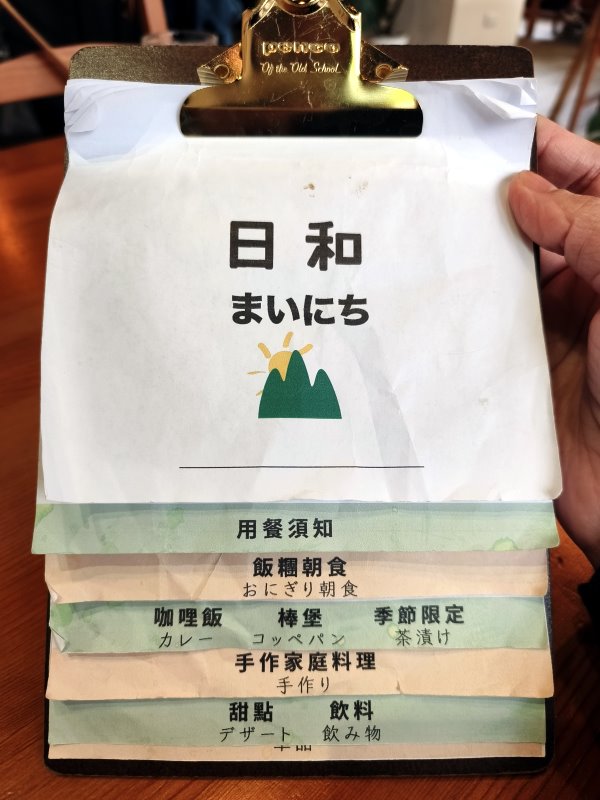 penco
Of the Old School
日和
まいにち
用餐須知
飯糰朝食
おにぎり朝食
咖哩飯 棒堡 季節限定
カレー コッペパン 茶漬け
手作家庭料理
手作り
甜點 飲料
デザート 飲み物